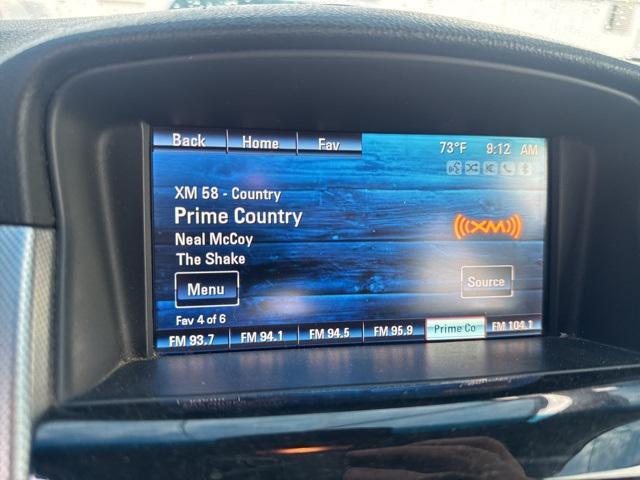 Back Home Fav 73°F 9:12 AM
XM 58 - Country
Prime Country
Neal McCoy
The Shake
XM
Menu Source
Fav 4 of 6
FM 93.7 FM 94.1 FM 94.5 FM 95.9 Prime Co FM 104.1